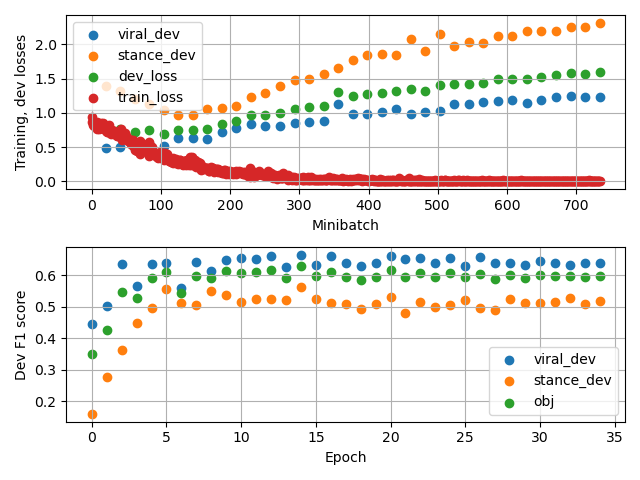 Training, dev losses
2.0
1.5
1.0
0.5
0.0
viral_dev
stance_dev
dev_loss
train_loss
0 100 200 300 400 500 600 700
Minibatch
Dev F1 score
0.6
0.5
0.4
0.3
0.2
viral_dev
stance_dev
obj
0 5 10 15 20 25 30 35
Epoch